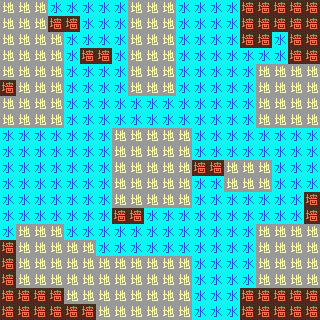 地地地水水水水水地地地水水水水墙墙墙墙墙
地地地墙墙水水水地地地水水水水墙墙墙墙墙
地地地地水水水水地地地水水水水墙墙水墙墙
地地地地水墙墙水地地地水水水水水水水墙墙
地地地地水水水水地地地水水水水水地地地地
墙地地地水水水水地地地水水水水水地地地地
地地地地水水水水水水水水水水水水地地地地
地地地地水水水水水水水水水水水水地地地地
水水水水水水水地地地地地水水水水水水水水
水水水水水水水地地地地地水水水水水水水水
水水水水水水水地地地地地墙墙地地地水水水
水水水水水水水地地地地地水水地地地水水水
水水水水水水水地地地地地水水水水水水水墙
水水水水水水水墙墙水水水水水水水水水水墙
水地地地水水水水水水水水水水水水地地地地
墙地地地地地水水水水水水水水水水地地地地
墙地地地地地地地地地地地水水水水地地地地
墙地地地地地地地地地地地水水水水地地地地
墙墙墙墙地地地地地地地地水水水墙墙墙墙墙
墙墙墙墙墙墙地地地地地地水水水墙墙墙墙墙